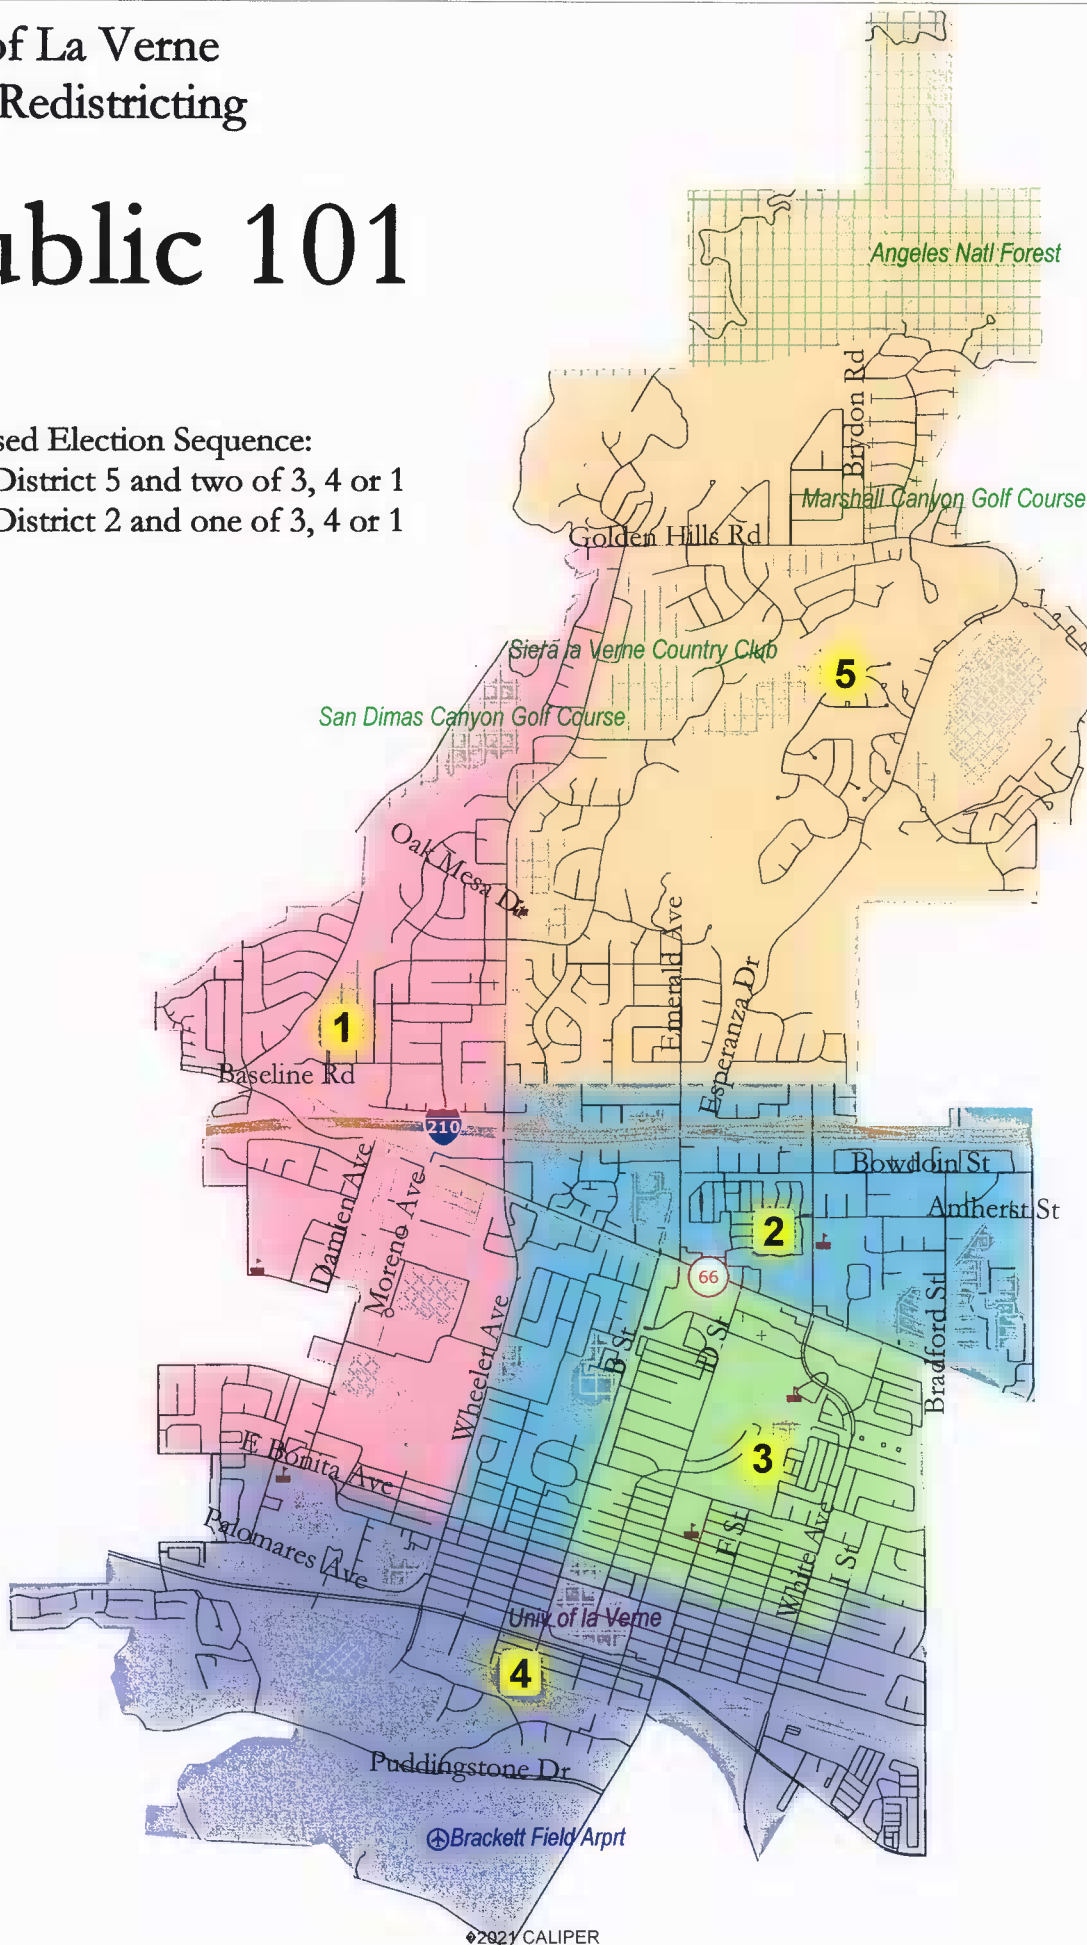 of La Verne
Redistricting
ublic 101
sed Election Sequence:
District 5 and two of 3, 4 or 1
District 2 and one of 3, 4 or 1
Angeles Natl Forest
Brydon Rd
Marshall Canyon Golf Course
Golden Hills Rd
Siera la Verne Country Club
5
San Dimas Canyon Golf Course
Oak Mesa Dr
Emerald Ave
Esperanza Dr
1
Baseline Rd
210
Bowdoin St
Damien Ave
Moreno Ave
Amherst St
2
66
Wheeler Ave
B St
D St
Bradford St
3
E Bonita Ave
Palomares Ave
F St
White Ave
I St
Univ of la Verne
4
Puddingstone Dr
Brackett Field Arprt
�2021 CALIPER